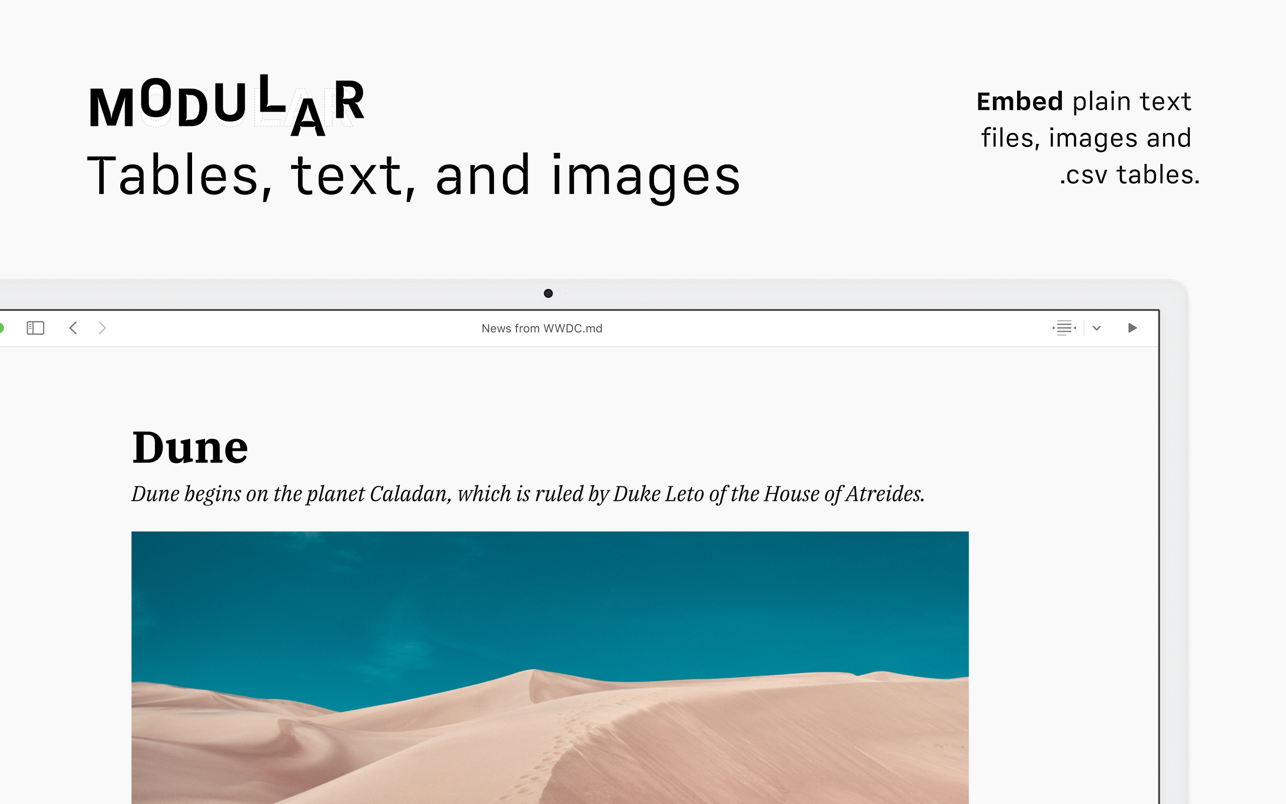 MODULAR
Tables, text, and images
Embed plain text
files, images and
.csv tables.
News from WWDC.md
Dune
Dune begins on the planet Caladan, which is ruled by Duke Leto of the House of Atreides.